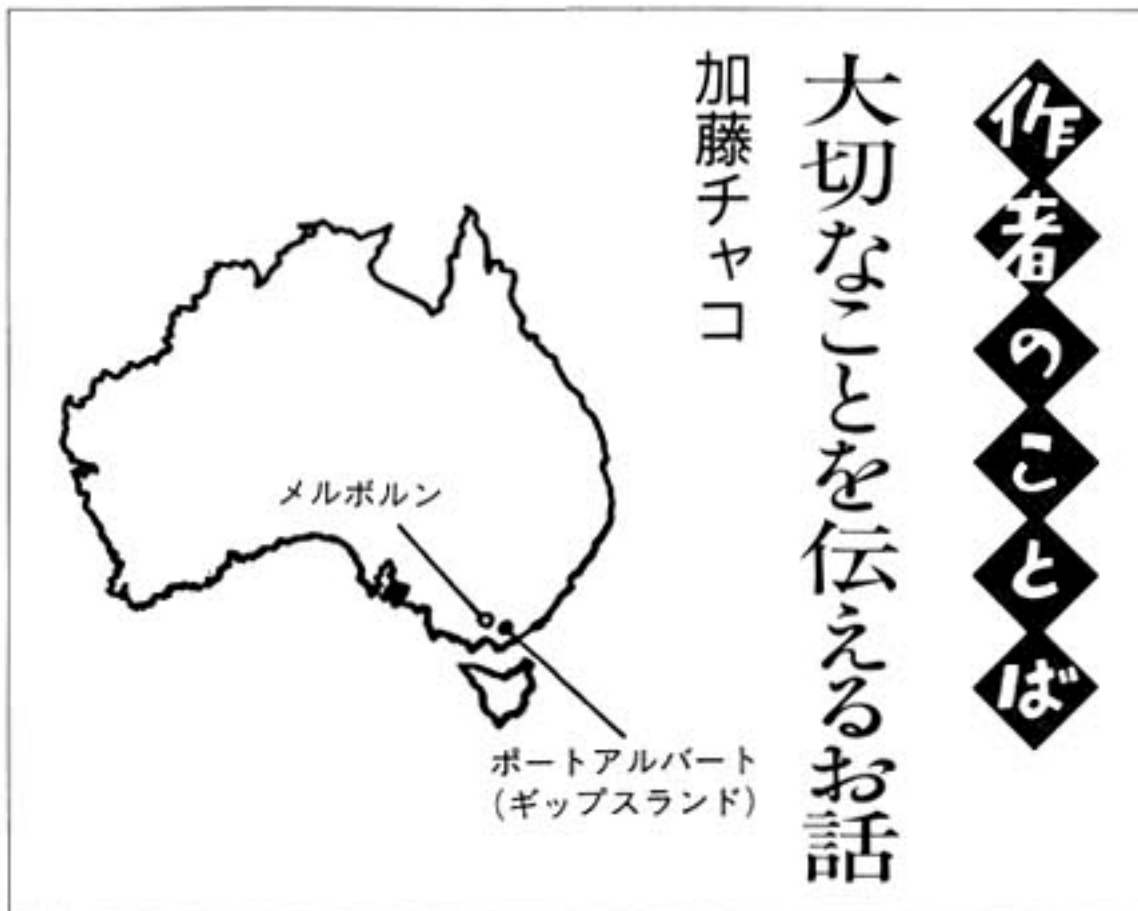 作者のことば
大切なことを伝えるお話
加藤チャコ
メルボルン
ポートアルバート
(ギップスランド)